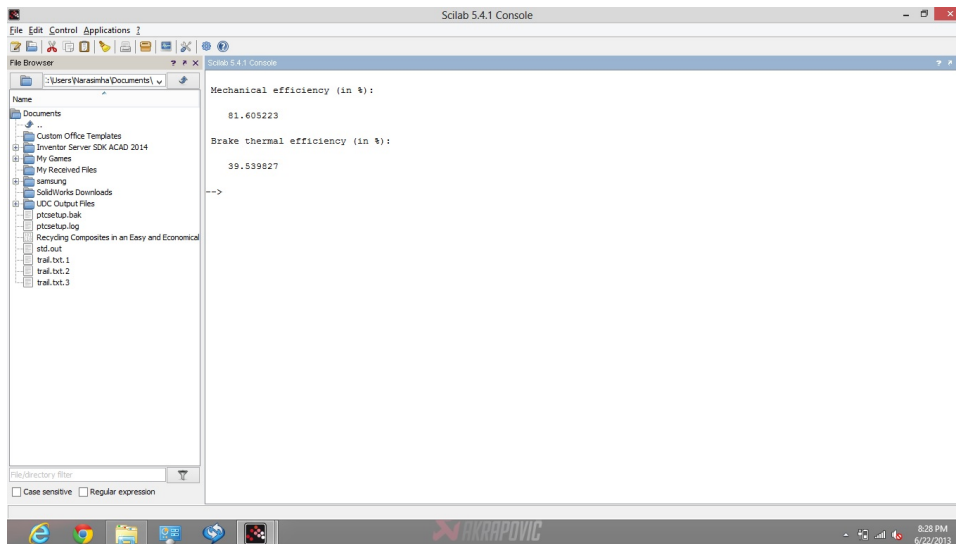 Scilab 5.4.1 Console
File Edit Control Applications ?
File Browser
Scilab 5.4.1 Console
:\Users\Narasimha\Documents\
Name
Documents
..
Custom Office Templates
Inventor Server SDK ACAD 2014
My Games
My Received Files
samsung
SolidWorks Downloads
UDC Output Files
ptcsetup.bak
ptcsetup.log
Recycling Composites in an Easy and Economical
std.out
trail.txt.1
trail.txt.2
trail.txt.3
Mechanical efficiency (in %):
81.605223
Brake thermal efficiency (in %):
39.539827
-->
File/directory filter
Case sensitive Regular expression
AKRAPOVIC
8:28 PM
6/22/2013